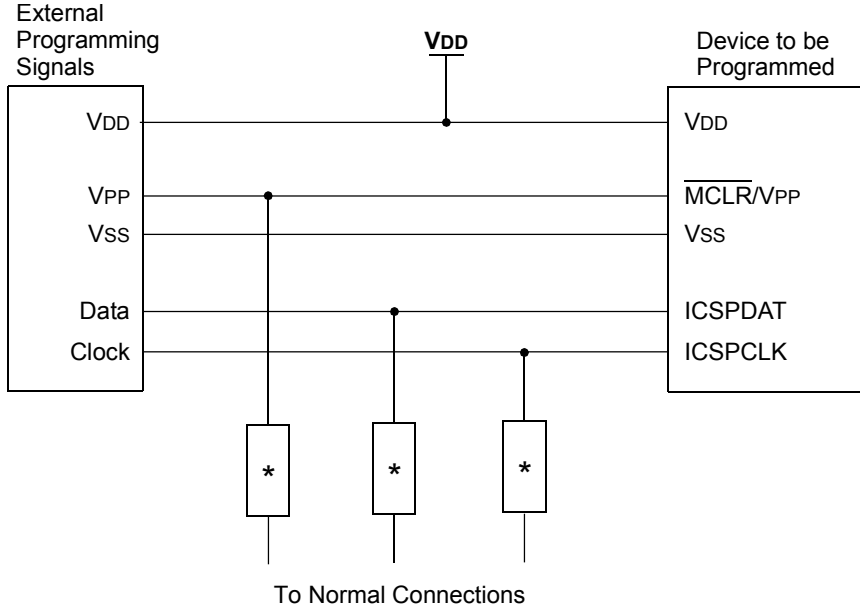 External
Programming
Signals
VDD
Device to be
Programmed
VDD
VDD
VPP
MCLR/VPP
VSS
VSS
Data
ICSPDAT
Clock
ICSPCLK
*
*
*
To Normal Connections